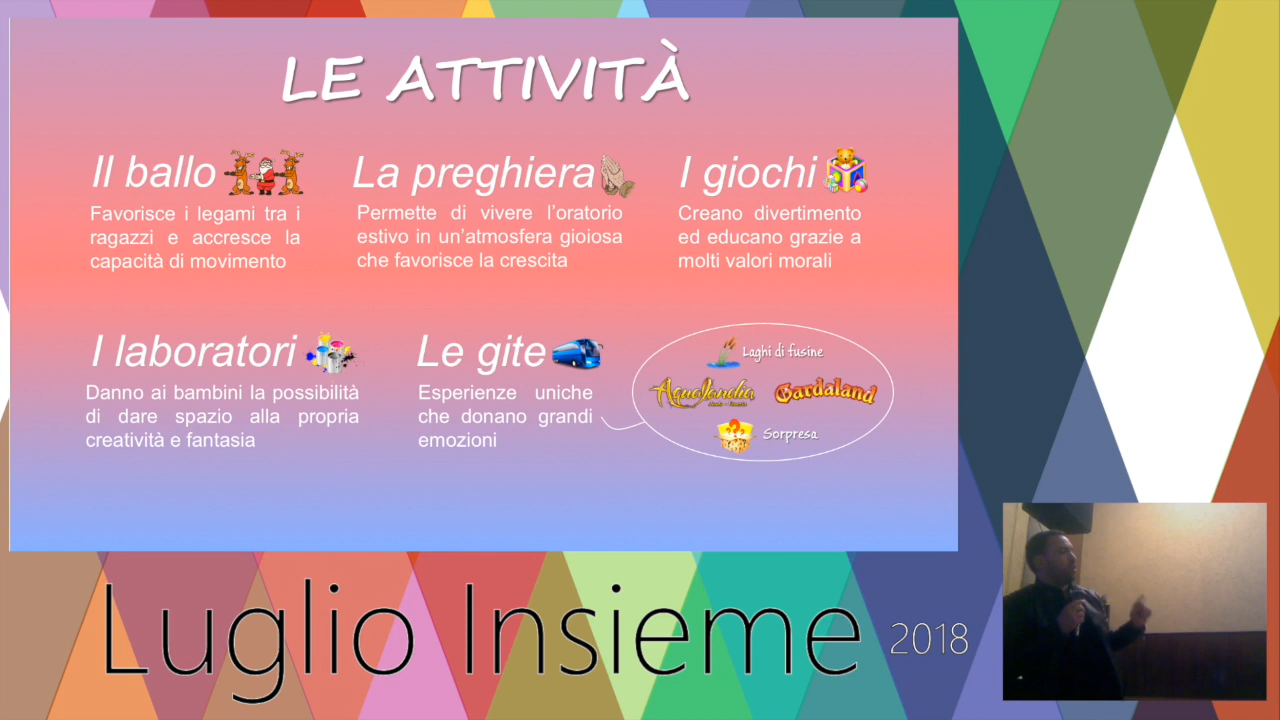 LE ATTIVITÀ
Il ballo
Favorisce i legami tra i
ragazzi e accresce la
capacità di movimento
La preghiera
Permette di vivere l’oratorio
estivo in un’atmosfera gioiosa
che favorisce la crescita
I giochi
Creano divertimento
ed educano grazie a
molti valori morali
I laboratori
Danno ai bambini la possibilità
di dare spazio alla propria
creatività e fantasia
Le gite
Esperienze uniche
che donano grandi
emozioni
Laghi di fusine
Aqualandia
Gardaland
Sorpresa
Luglio Insieme 2018